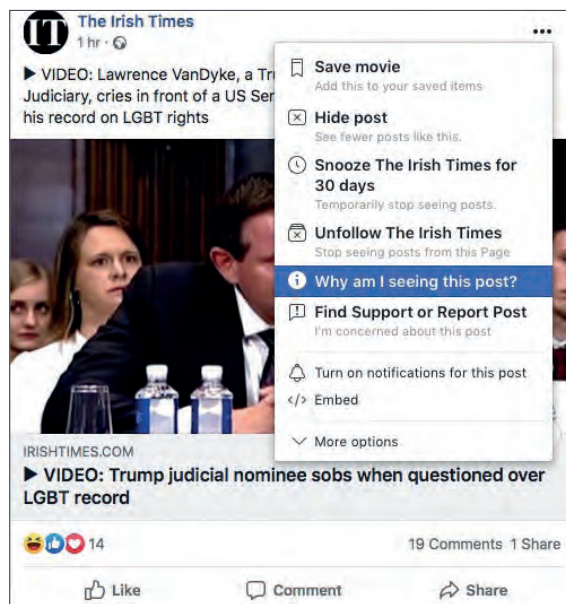 IT
The Irish Times
1 hr ·
▶ VIDEO: Lawrence VanDyke, a Tru
Judiciary, cries in front of a US Sen
his record on LGBT rights
Save movie
Add this to your saved items
Hide post
See fewer posts like this.
Snooze The Irish Times for
30 days
Temporarily stop seeing posts.
Unfollow The Irish Times
Stop seeing posts from this Page
Why am I seeing this post?
Find Support or Report Post
I'm concerned about this post
Turn on notifications for this post
</> Embed
More options
IRISHTIMES.COM
▶ VIDEO: Trump judicial nominee sobs when questioned over
LGBT record
14
19 Comments 1 Share
Like
Comment
Share